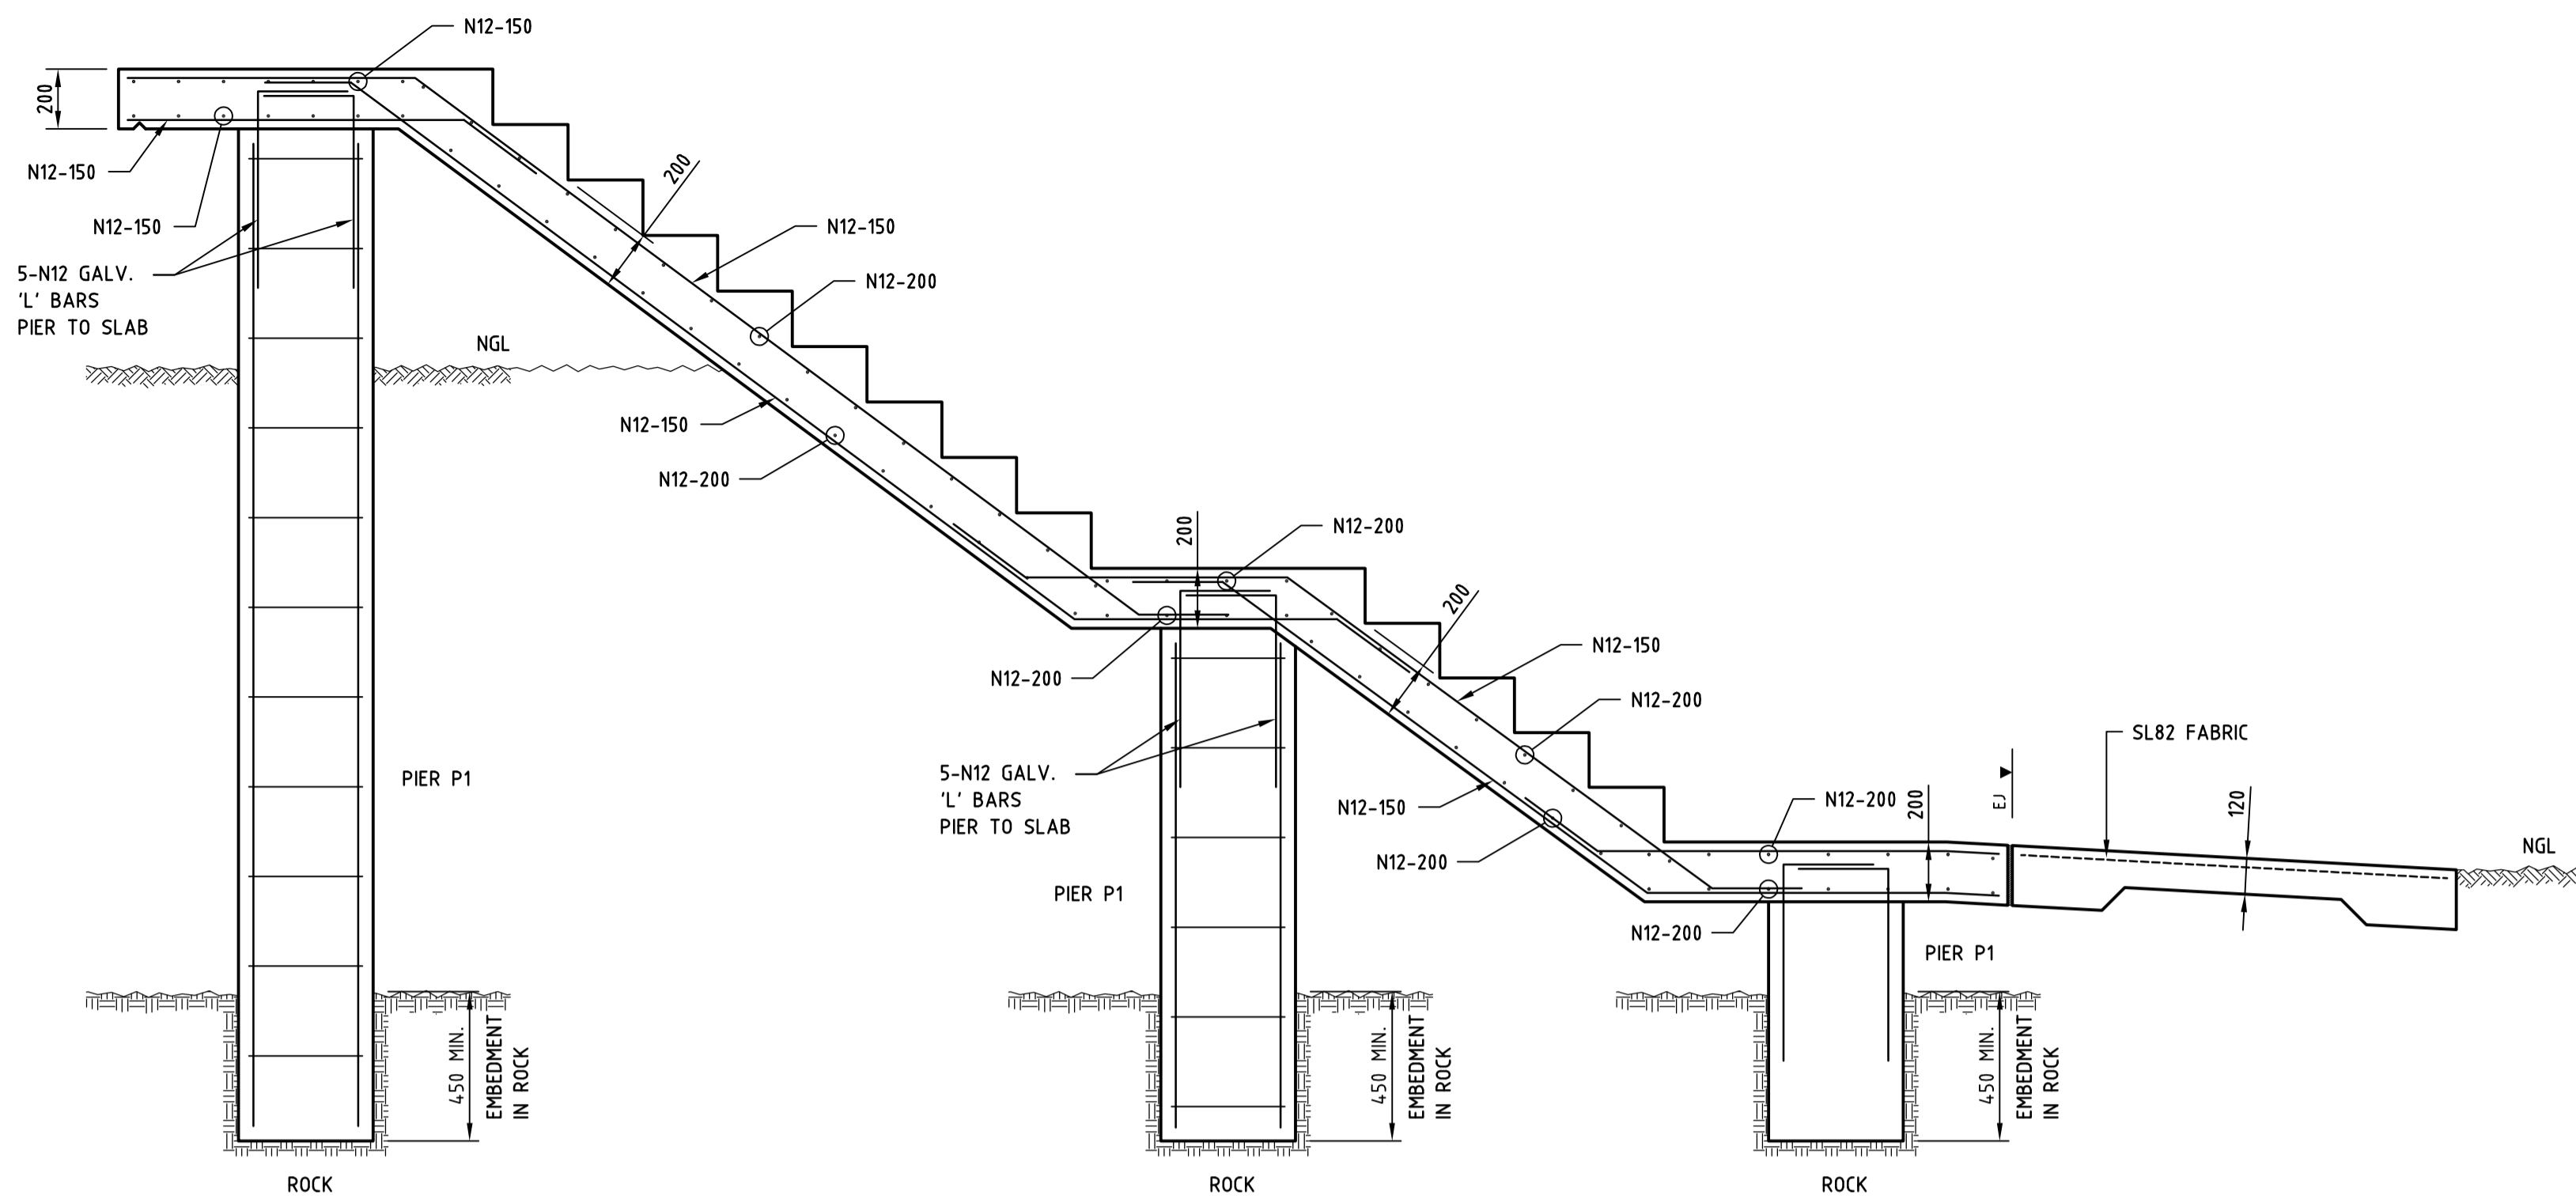 N12-150
200
N12-150
N12-150
5-N12 GALV.
'L' BARS
PIER TO SLAB
NGL
200
N12-150
N12-200
N12-150
N12-200
PIER P1
450 MIN.
EMBEDMENT
IN ROCK
ROCK
200
N12-200
N12-200
5-N12 GALV.
'L' BARS
PIER TO SLAB
PIER P1
200
N12-150
N12-200
N12-150
N12-200
450 MIN.
EMBEDMENT
IN ROCK
ROCK
N12-200
200
N12-200
PIER P1
EJ
SL82 FABRIC
120
NGL
450 MIN.
EMBEDMENT
IN ROCK
ROCK